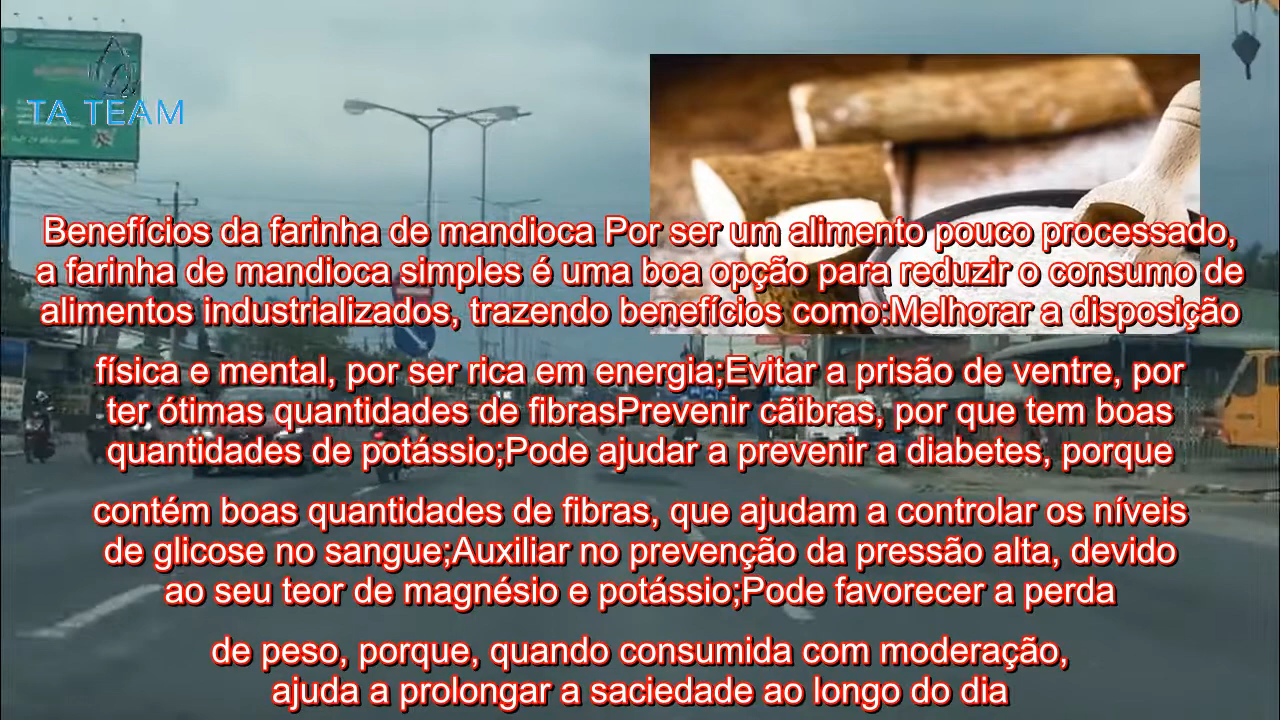 TA TEAM
Benefícios da farinha de mandioca Por ser um alimento pouco processado,
a farinha de mandioca simples é uma boa opção para reduzir o consumo de
alimentos industrializados, trazendo benefícios como:Melhorar a disposição
física e mental, por ser rica em energia;Evitar a prisão de ventre, por
ter ótimas quantidades de fibrasPrevenir cãibras, por que tem boas
quantidades de potássio;Pode ajudar a prevenir a diabetes, porque
contém boas quantidades de fibras, que ajudam a controlar os níveis
de glicose no sangue;Auxiliar no prevenção da pressão alta, devido
ao seu teor de magnésio e potássio;Pode favorecer a perda
de peso, porque, quando consumida com moderação,
ajuda a prolongar a saciedade ao longo do dia